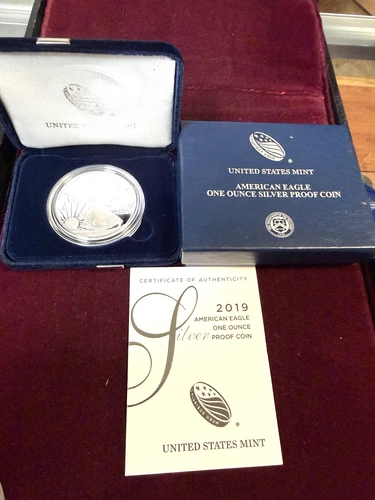 UNITED STATES MINT
UNITED STATES MINT
AMERICAN EAGLE
ONE OUNCE SILVER PROOF COIN
CERTIFICATE OF AUTHENTICITY
2019
AMERICAN EAGLE
ONE OUNCE
Silver PROOF COIN
UNITED STATES MINT